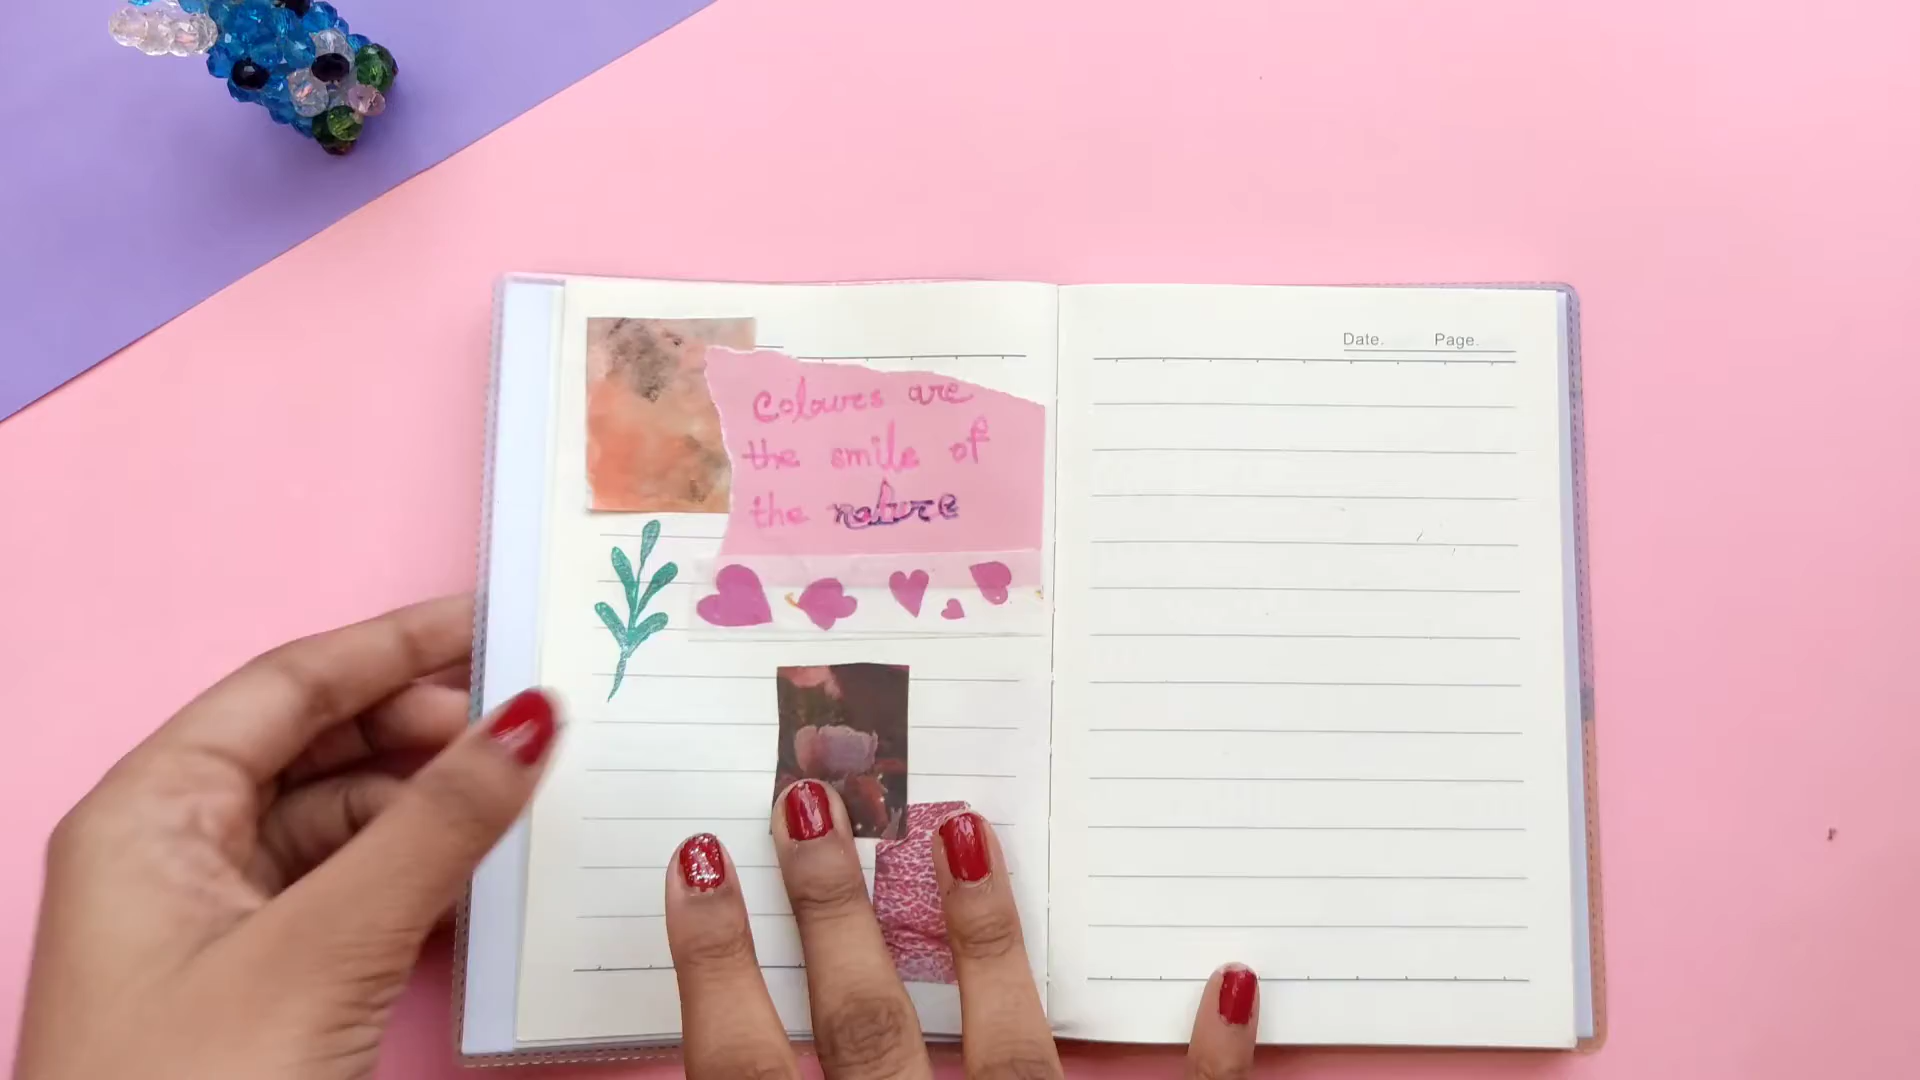 Colours are
the smile of
the nature
Date. Page.